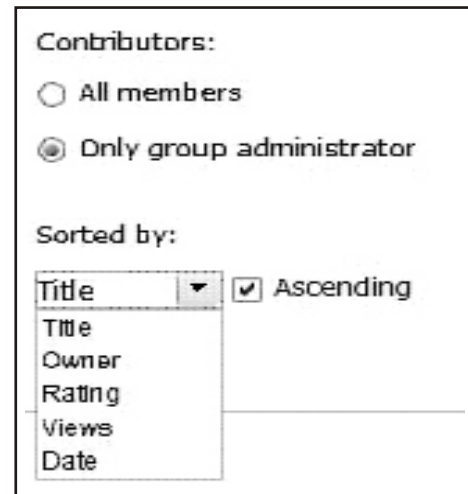 Contributors:
All members
Only group administrator
Sorted by:
Title Ascending
Title
Owner
Rating
Views
Date